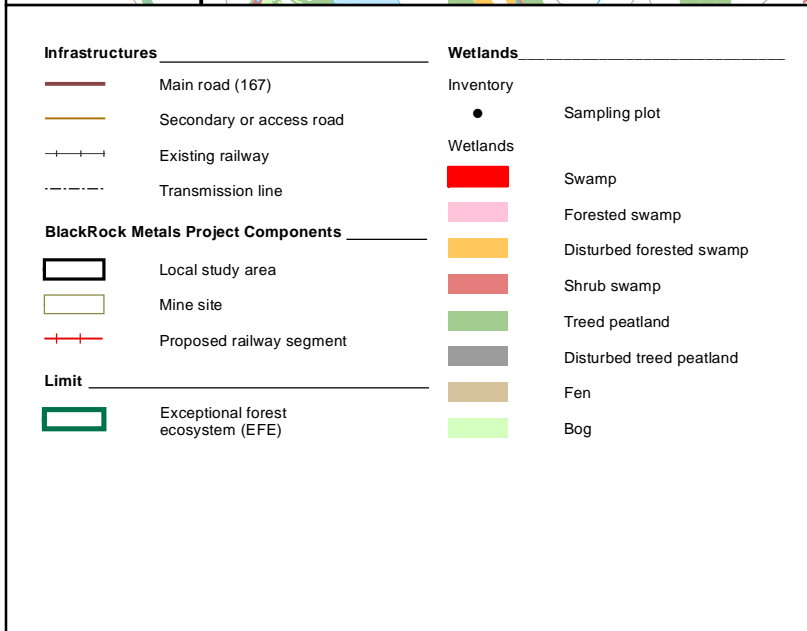 Infrastructures
Main road (167)
Secondary or access road
Existing railway
Transmission line
BlackRock Metals Project Components
Local study area
Mine site
Proposed railway segment
Limit
Exceptional forest
ecosystem (EFE)
Wetlands
Inventory
Sampling plot
Wetlands
Swamp
Forested swamp
Disturbed forested swamp
Shrub swamp
Treed peatland
Disturbed treed peatland
Fen
Bog